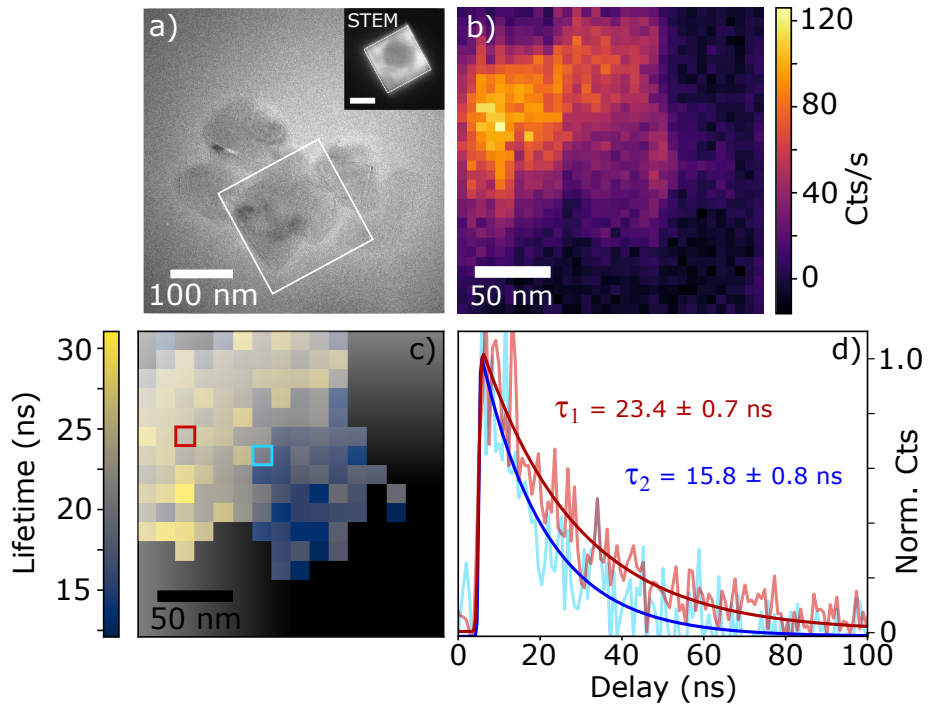 a)
STEM
100 nm
b)
50 nm
120
80
40
0
Cts/s
c)
30
25
20
15
Lifetime (ns)
50 nm
d)
τ1 = 23.4 ± 0.7 ns
τ2 = 15.8 ± 0.8 ns
1.0
0
Norm. Cts
0 20 40 60 80 100
Delay (ns)